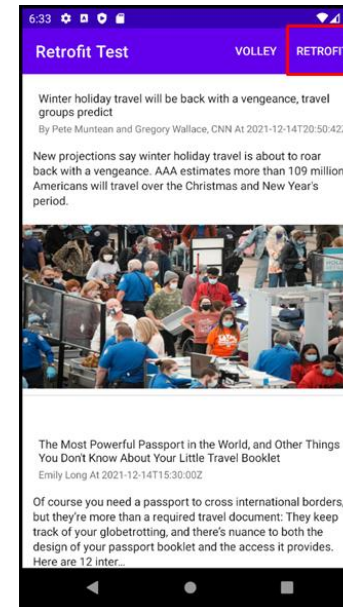 6:33
Retrofit Test
VOLLEY
RETROFIT
Winter holiday travel will be back with a vengeance, travel
groups predict
By Pete Muntean and Gregory Wallace, CNN At 2021-12-14T20:50:42Z
New projections say winter holiday travel is about to roar
back with a vengeance. AAA estimates more than 109 million
Americans will travel over the Christmas and New Year's
period.
The Most Powerful Passport in the World, and Other Things
You Don't Know About Your Little Travel Booklet
Emily Long At 2021-12-14T15:30:00Z
Of course you need a passport to cross international borders,
but they're more than a required travel document: They keep
track of your globetrotting, and there's nuance to both the
design of your passport booklet and the access it provides.
Here are 12 inter...